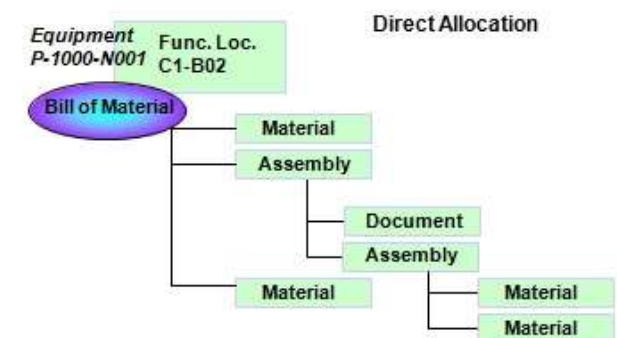 Direct Allocation
Equipment
P-1000-N001
Func. Loc.
C1-B02
Bill of Material
Material
Assembly
Document
Assembly
Material
Material
Material